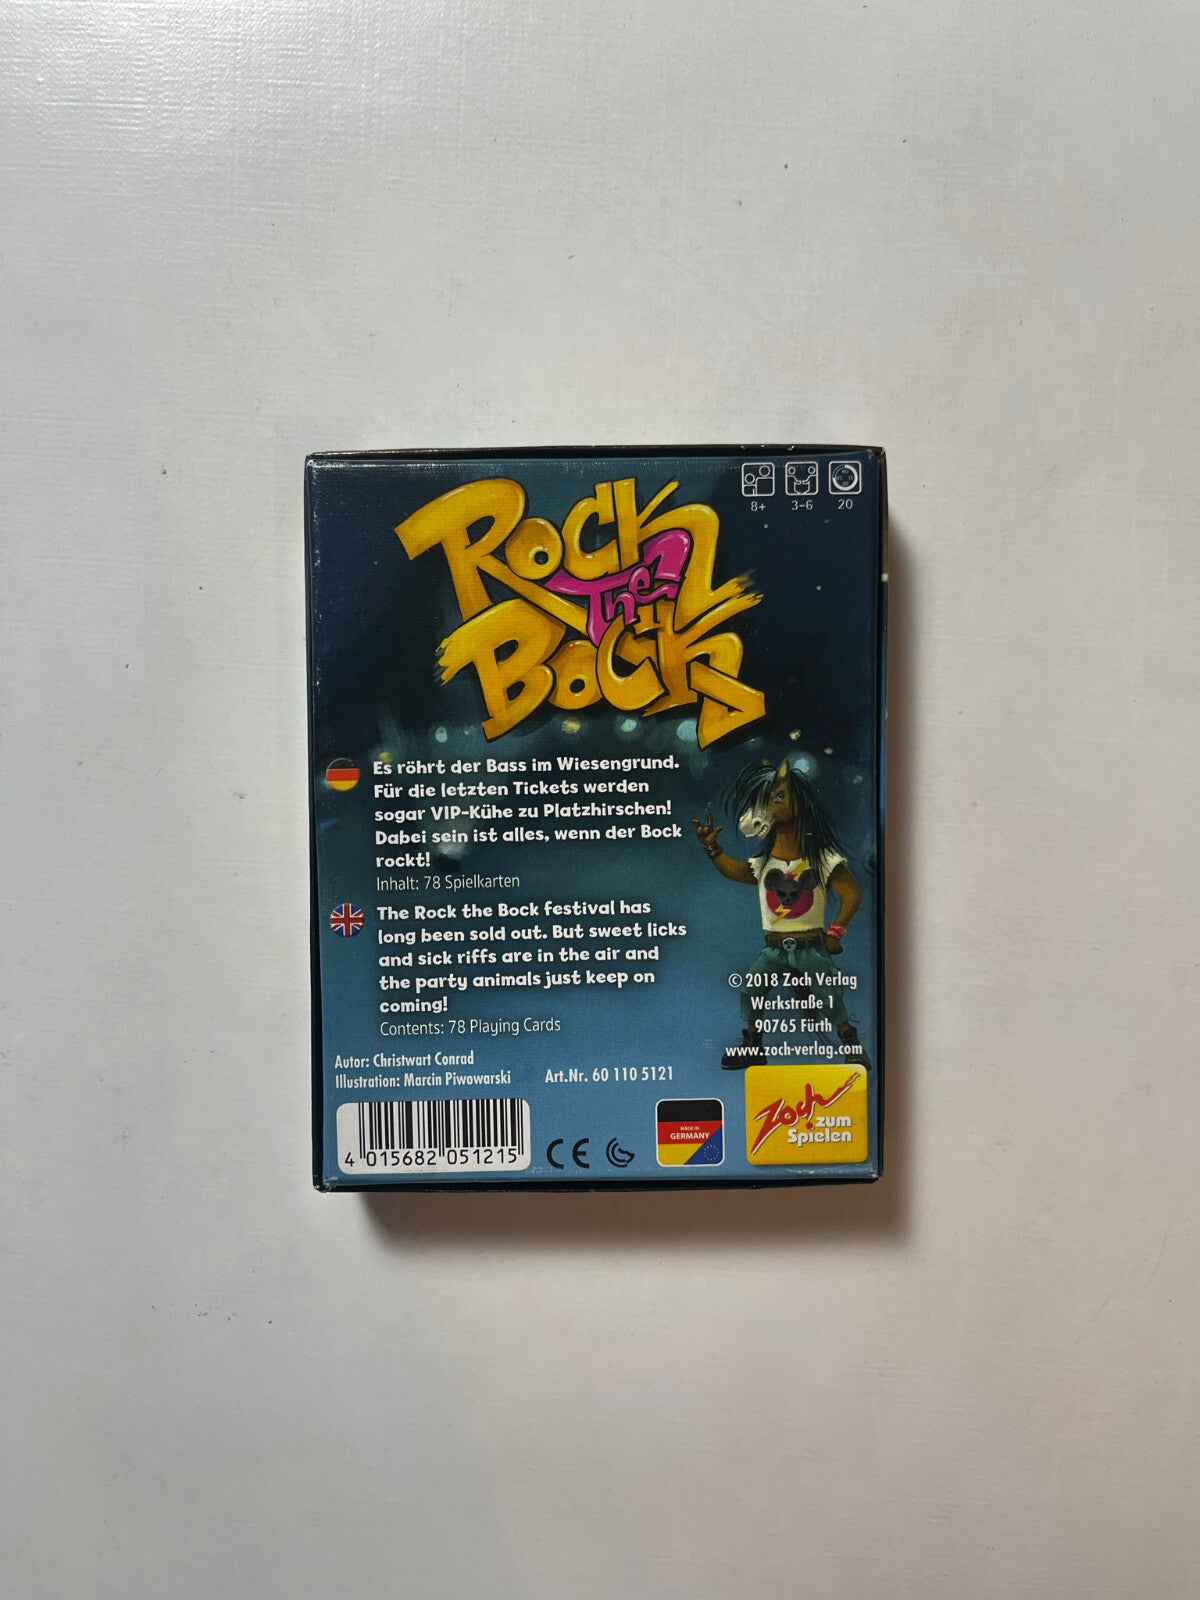 Rock
The
Bock
8+ 3-6 20
Es röhrt der Bass im Wiesengrund.
Für die letzten Tickets werden
sogar VIP-Kühe zu Platzhirschen!
Dabei sein ist alles, wenn der Bock
rockt!
Inhalt: 78 Spielkarten
The Rock the Bock festival has
long been sold out. But sweet licks
and sick riffs are in the air and
the party animals just keep on
coming!
Contents: 78 Playing Cards
© 2018 Zoch Verlag
Werkstraße 1
90765 Fürth
www.zoch-verlag.com
Autor: Christwart Conrad
Illustration: Marcin Piwowarski
Art.Nr. 60 110 5121
4 015682 051215
CE
MADE IN
GERMANY
Zoch
zum
Spielen